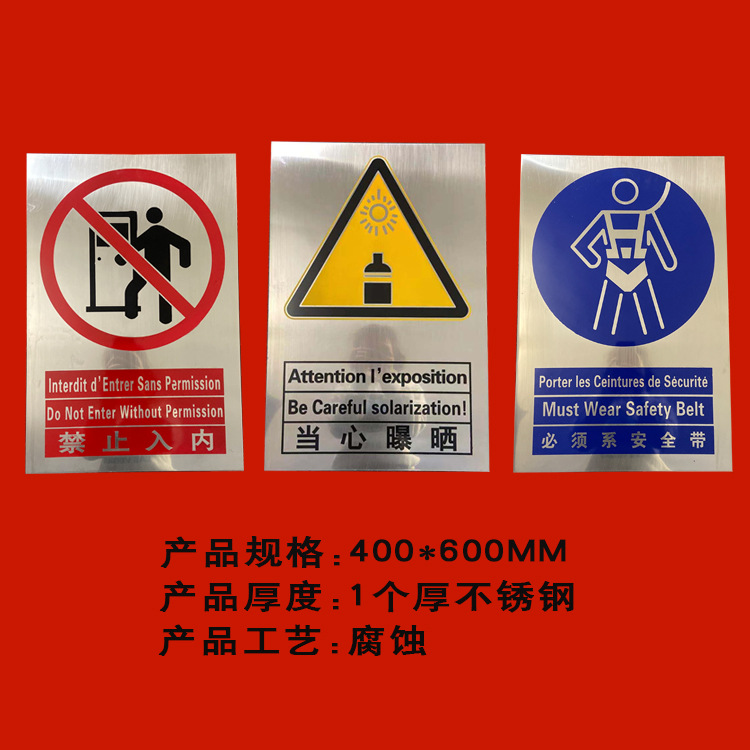 Interdit d'Entrer Sans Permission
Do Not Enter Without Permission
禁止入内
Attention l'exposition
Be Careful solarization!
当心曝晒
Porter les Ceintures de Sécurité
Must Wear Safety Belt
必须系安全带
产品规格:400*600MM
产品厚度:1个厚不锈钢
产品工艺:腐蚀